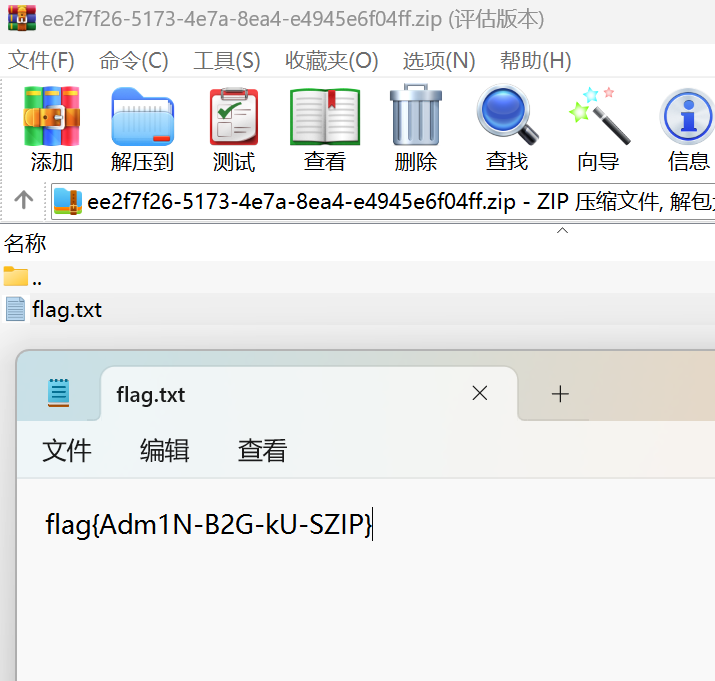 ee2f7f26-5173-4e7a-8ea4-e4945e6f04ff.zip (评估版本)
文件(F) 命令(C) 工具(S) 收藏夹(O) 选项(N) 帮助(H)
添加 解压到 测试 查看 删除 查找 向导 信息
ee2f7f26-5173-4e7a-8ea4-e4945e6f04ff.zip - ZIP 压缩文件, 解包
名称
..
flag.txt
flag.txt
文件 编辑 查看
flag{Adm1N-B2G-kU-SZIP}